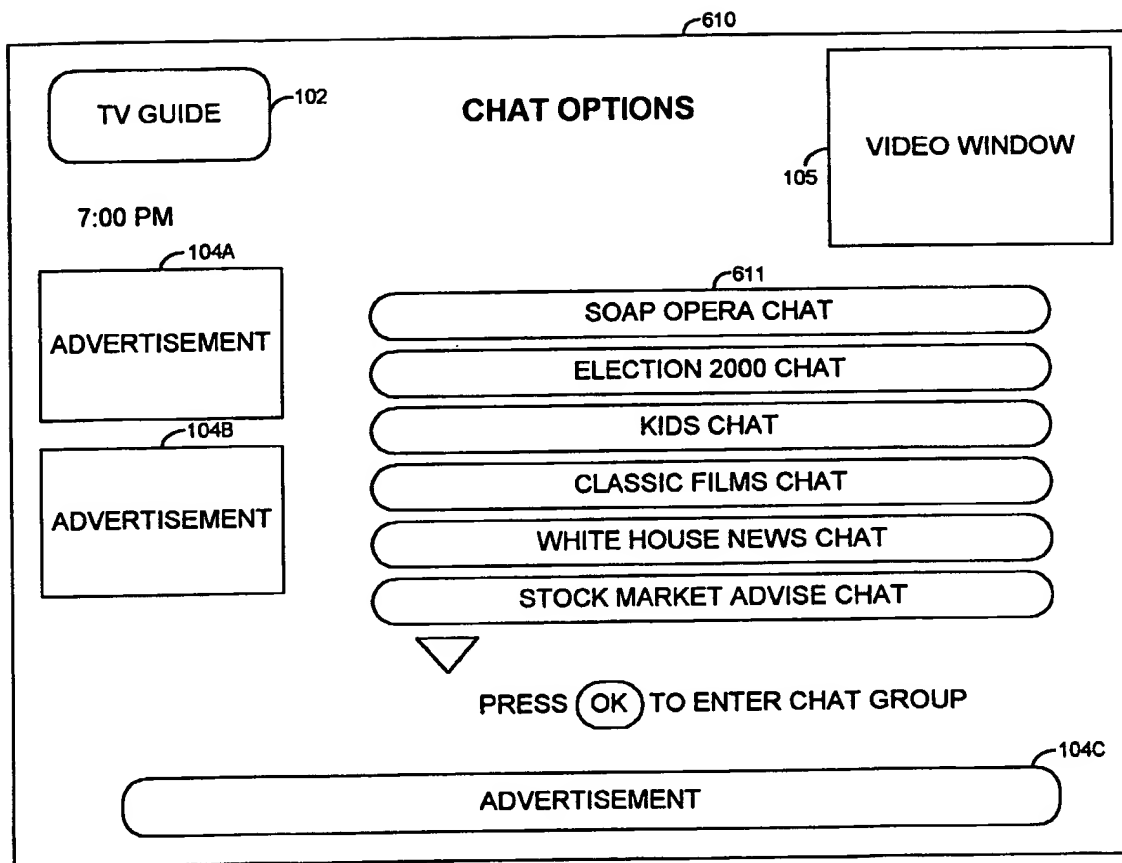 610
TV GUIDE
102
CHAT OPTIONS
VIDEO WINDOW
105
7:00 PM
104A
ADVERTISEMENT
104B
ADVERTISEMENT
611
SOAP OPERA CHAT
ELECTION 2000 CHAT
KIDS CHAT
CLASSIC FILMS CHAT
WHITE HOUSE NEWS CHAT
STOCK MARKET ADVISE CHAT
PRESS OK TO ENTER CHAT GROUP
104C
ADVERTISEMENT